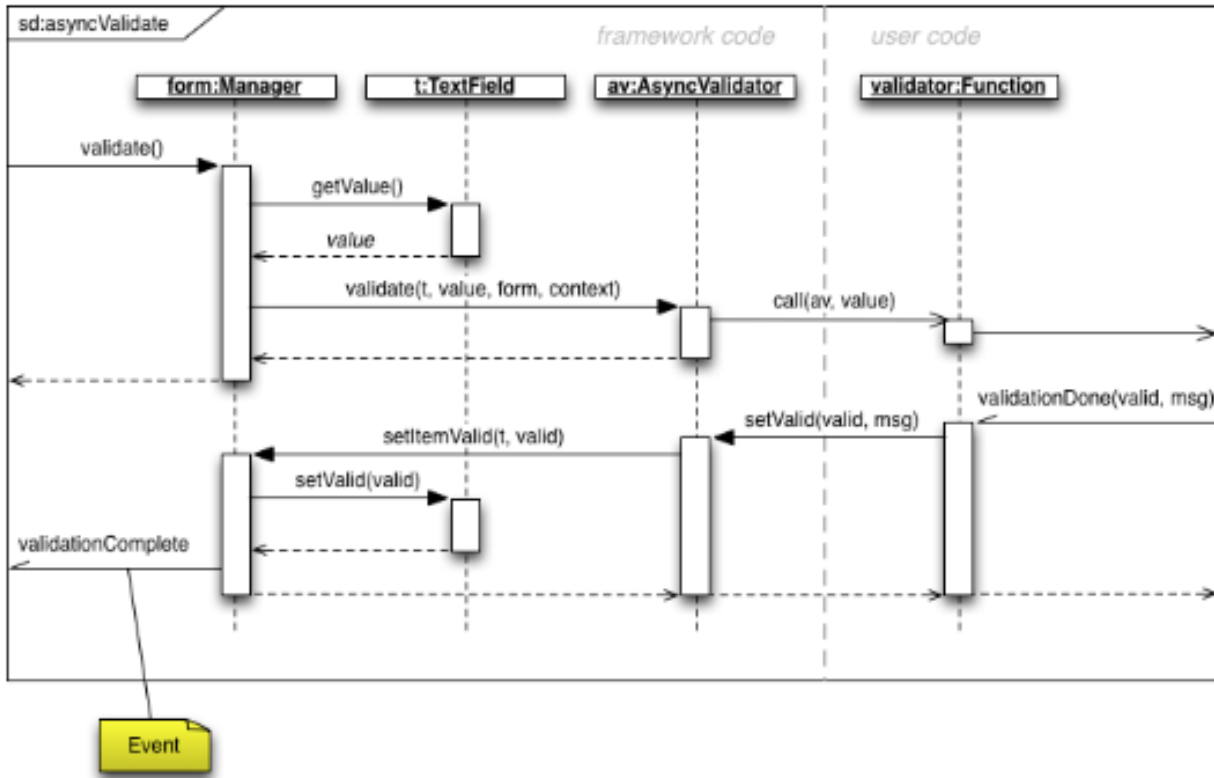 sd:asyncValidate
framework code
user code
form:Manager
t:TextField
av:AsyncValidator
validator:Function
validate()
getValue()
value
validate(t, value, form, context)
call(av, value)
validationDone(valid, msg)
setValid(valid, msg)
setItemValid(t, valid)
setValid(valid)
validationComplete
Event